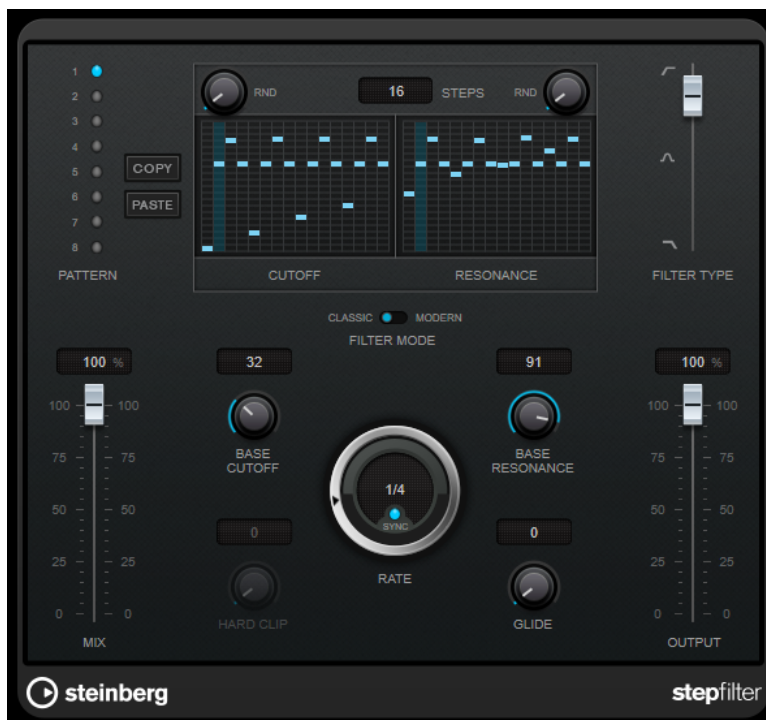 1
2
3
4
5
6
7
8
PATTERN
COPY
PASTE
RND
16 STEPS
RND
CUTOFF
RESONANCE
FILTER TYPE
CLASSIC MODERN
FILTER MODE
100 %
32
91
100 %
100 100
75 75
50 50
25 25
0 0
MIX
BASE
CUTOFF
0
HARD CLIP
1/4
SYNC
RATE
BASE
RESONANCE
0
GLIDE
100 100
75 75
50 50
25 25
0 0
OUTPUT
steinberg
stepfilter